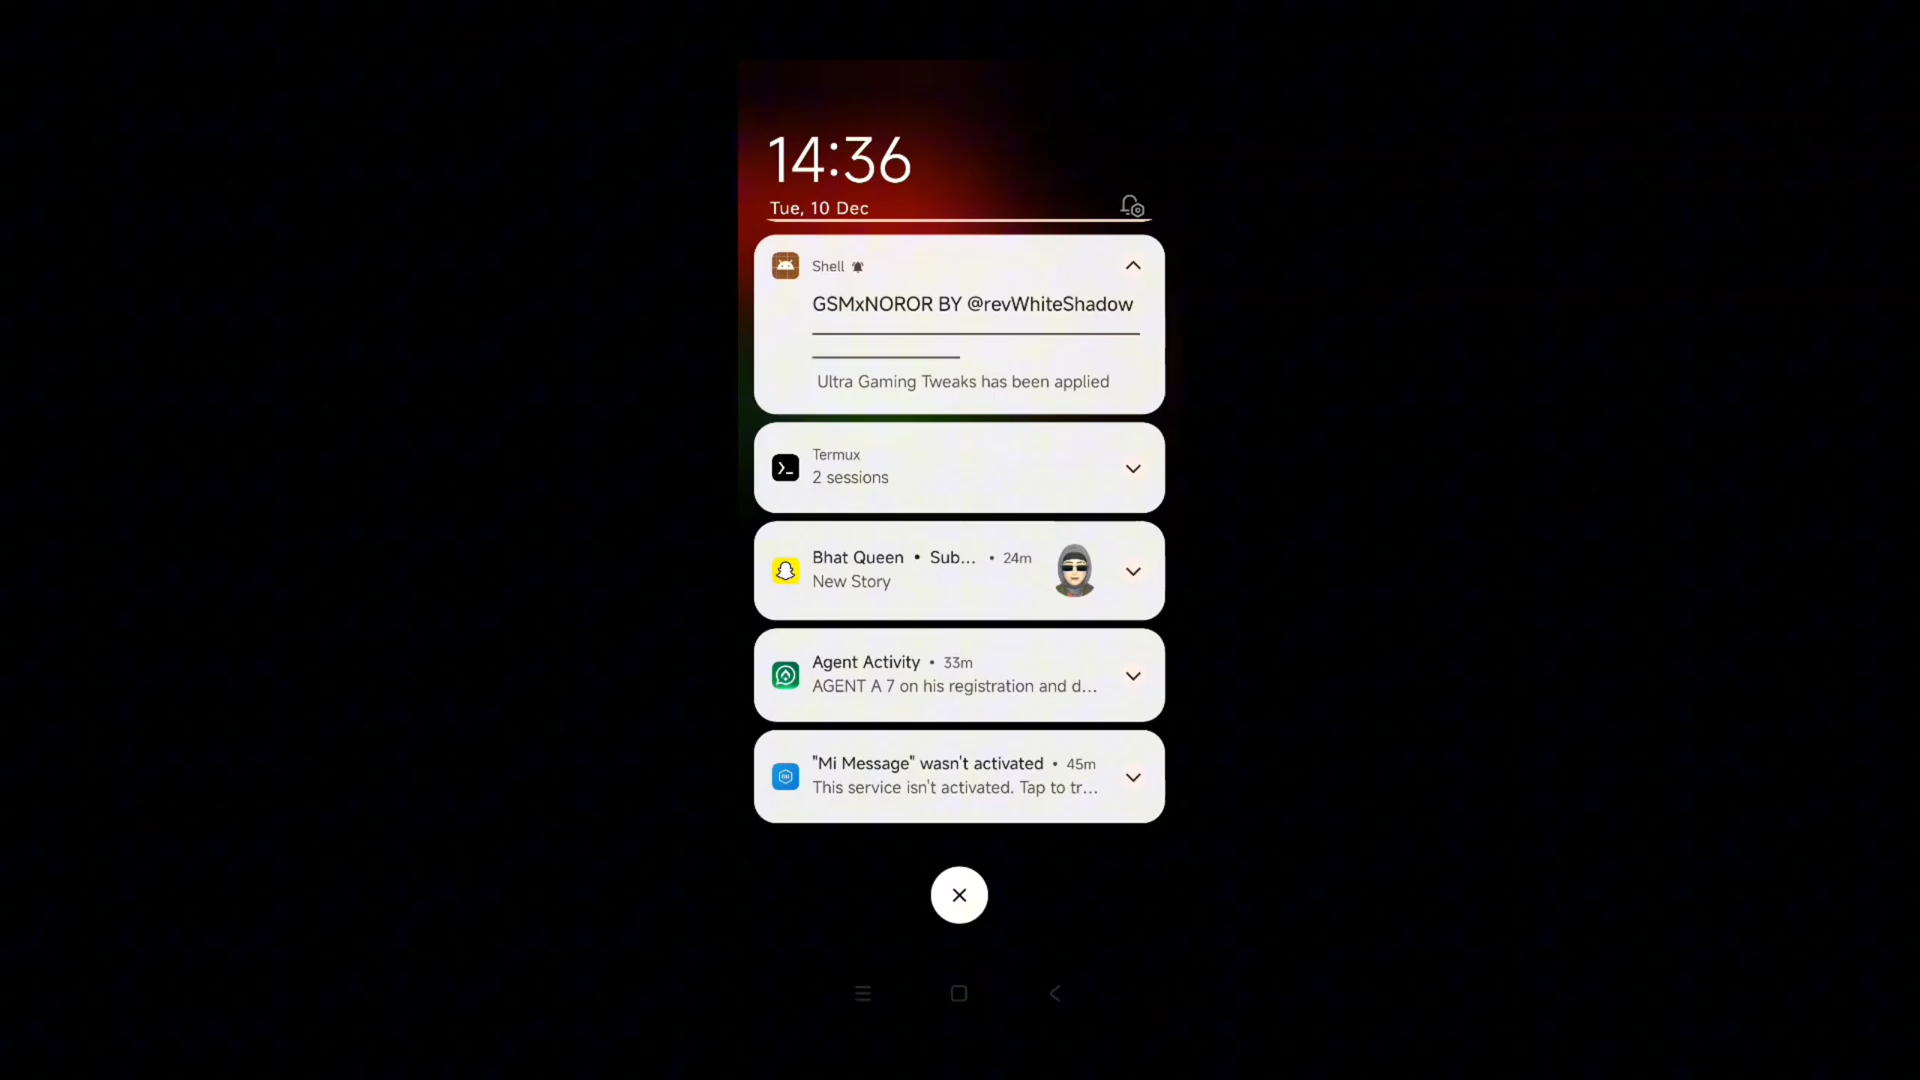 14:36
Tue, 10 Dec
Shell
GSMxNOROR BY @revWhiteShadow
Ultra Gaming Tweaks has been applied
Termux
2 sessions
Bhat Queen • Sub... • 24m
New Story
Agent Activity • 33m
AGENT A 7 on his registration and d...
"Mi Message" wasn't activated • 45m
This service isn't activated. Tap to tr...